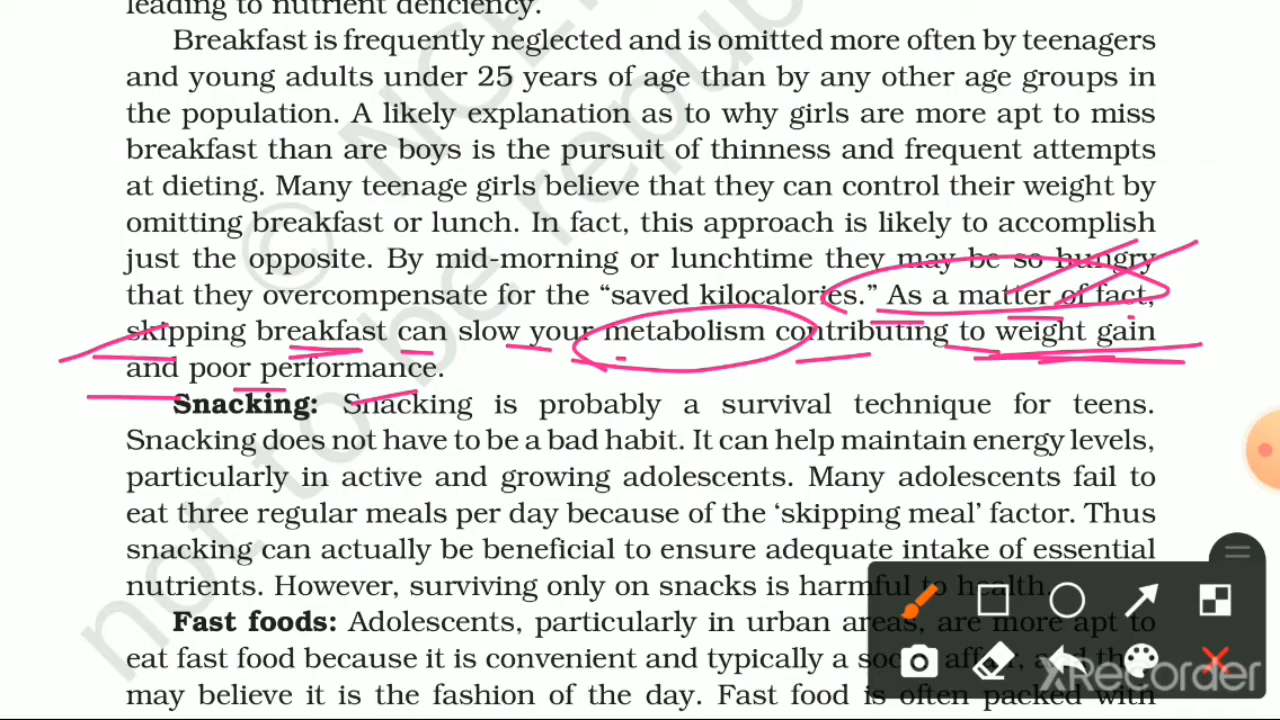 leading to nutrient deficiency.
Breakfast is frequently neglected and is omitted more often by teenagers
and young adults under 25 years of age than by any other age groups in
the population. A likely explanation as to why girls are more apt to miss
breakfast than are boys is the pursuit of thinness and frequent attempts
at dieting. Many teenage girls believe that they can control their weight by
omitting breakfast or lunch. In fact, this approach is likely to accomplish
just the opposite. By mid-morning or lunchtime they may be so hungry
that they overcompensate for the “saved kilocalories.” As a matter of fact,
skipping breakfast can slow your metabolism contributing to weight gain
and poor performance.
Snacking: Snacking is probably a survival technique for teens.
Snacking does not have to be a bad habit. It can help maintain energy levels,
particularly in active and growing adolescents. Many adolescents fail to
eat three regular meals per day because of the ‘skipping meal’ factor. Thus
snacking can actually be beneficial to ensure adequate intake of essential
nutrients. However, surviving only on snacks is harmful to health.
Fast foods: Adolescents, particularly in urban areas, are more apt to
eat fast food because it is convenient and typically a
may believe it is the fashion of the day. Fast food is often packed with
© NCE
not to be repub
XRecorder